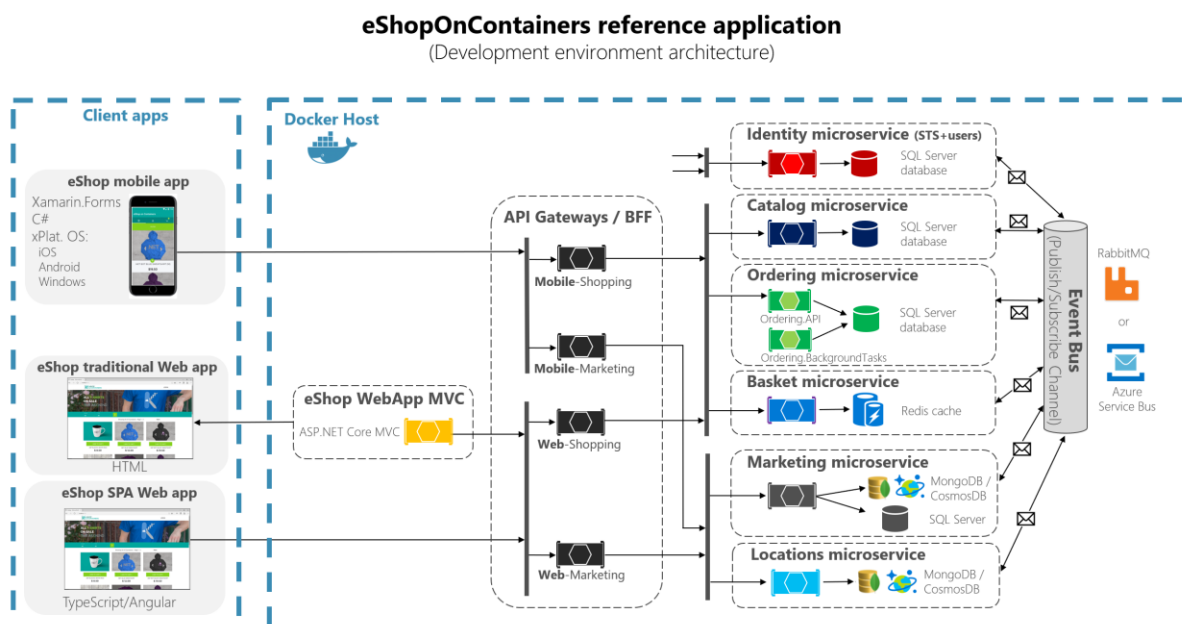 eShopOnContainers reference application
(Development environment architecture)
Client apps
eShop mobile app
Xamarin.Forms
C#
xPlat. OS:
iOS
Android
Windows
eShop traditional Web app
HTML
eShop SPA Web app
TypeScript/Angular
Docker Host
eShop WebApp MVC
ASP.NET Core MVC
API Gateways / BFF
Mobile-Shopping
Mobile-Marketing
Web-Shopping
Web-Marketing
Identity microservice (STS+users)
SQL Server
database
Catalog microservice
SQL Server
database
Ordering microservice
Ordering.API
SQL Server
database
Ordering.BackgroundTasks
Basket microservice
Redis cache
Marketing microservice
MongoDB /
CosmosDB
SQL Server
Locations microservice
MongoDB /
CosmosDB
Event Bus
(Publish/Subscribe Channel)
RabbitMQ
or
Azure
Service Bus